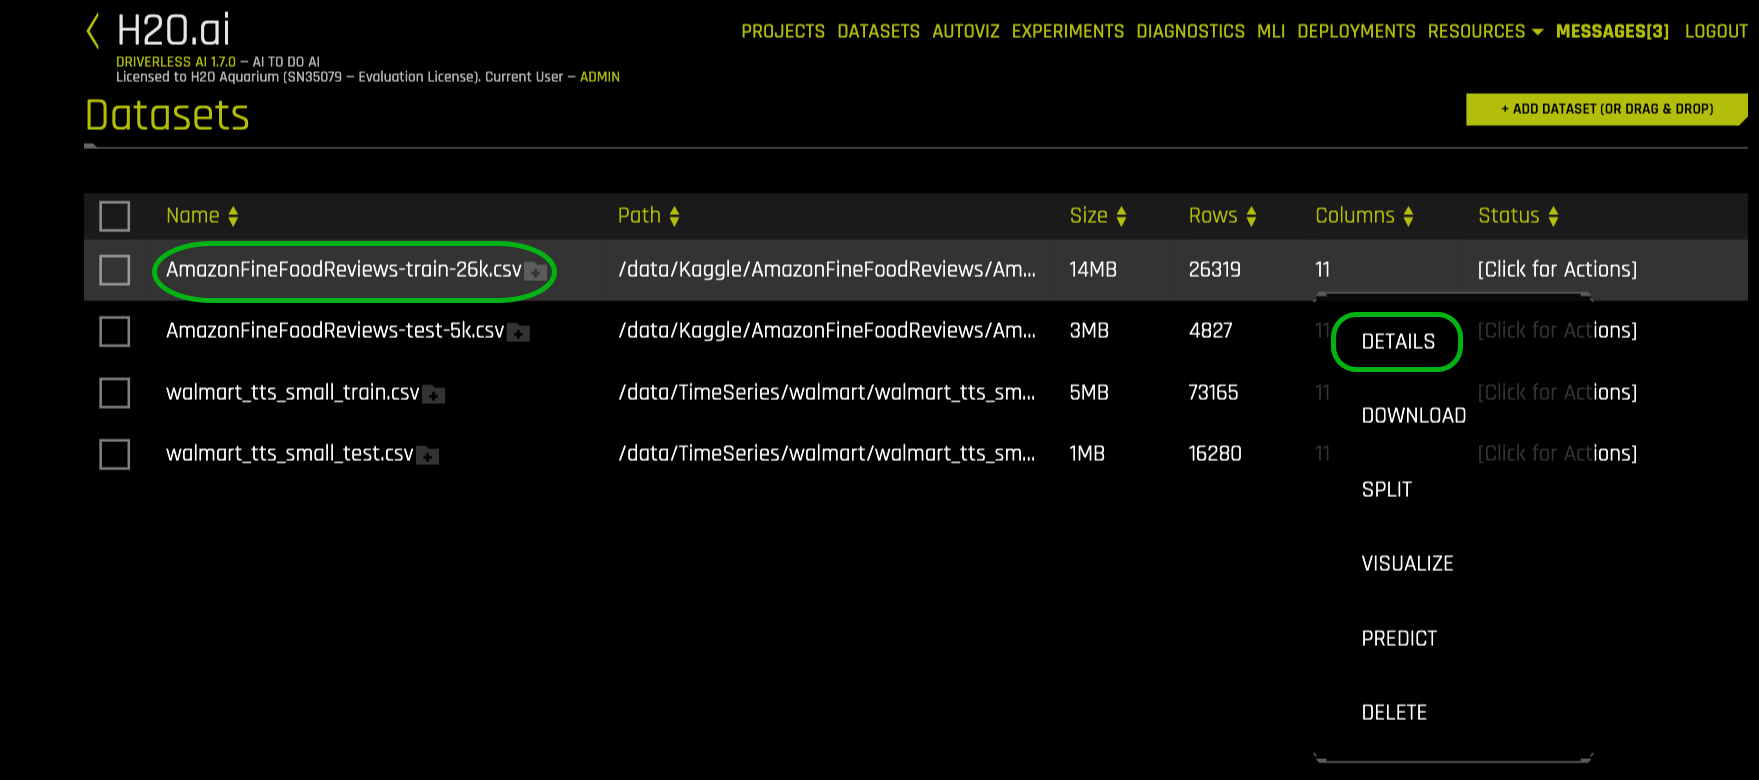 H2O.ai
PROJECTS DATASETS AUTOVIZ EXPERIMENTS DIAGNOSTICS MLI DEPLOYMENTS RESOURCES MESSAGES[3] LOGOUT
DRIVERLESS AI 1.7.0 – AI TO DO AI
Licensed to H2O Aquarium (SN35079 – Evaluation License). Current User – ADMIN
Datasets
+ ADD DATASET (OR DRAG & DROP)
Name Path Size Rows Columns Status
AmazonFineFoodReviews-train-26k.csv /data/Kaggle/AmazonFineFoodReviews/Am... 14MB 26319 11 [Click for Actions]
AmazonFineFoodReviews-test-5k.csv /data/Kaggle/AmazonFineFoodReviews/Am... 3MB 4827 11 [Click for Actions]
DETAILS
walmart_tts_small_train.csv /data/TimeSeries/walmart/walmart_tts_sm... 5MB 73165 11 [Click for Actions]
DOWNLOAD
walmart_tts_small_test.csv /data/TimeSeries/walmart/walmart_tts_sm... 1MB 16280 11 [Click for Actions]
SPLIT
VISUALIZE
PREDICT
DELETE